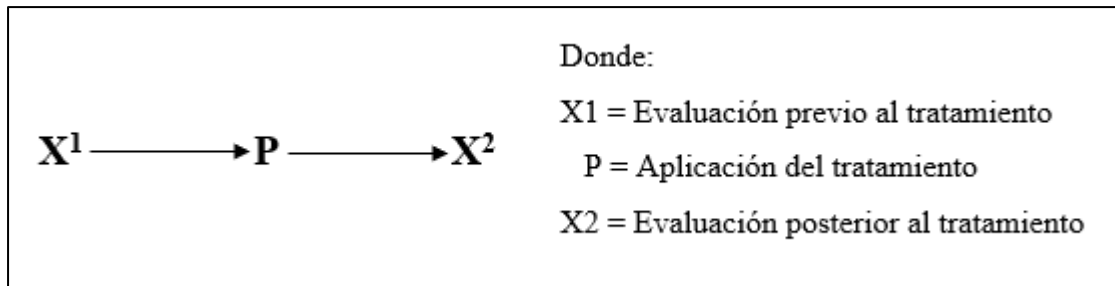 Donde:
X1 = Evaluación previo al tratamiento
X¹ P X²
P = Aplicación del tratamiento
X2 = Evaluación posterior al tratamiento